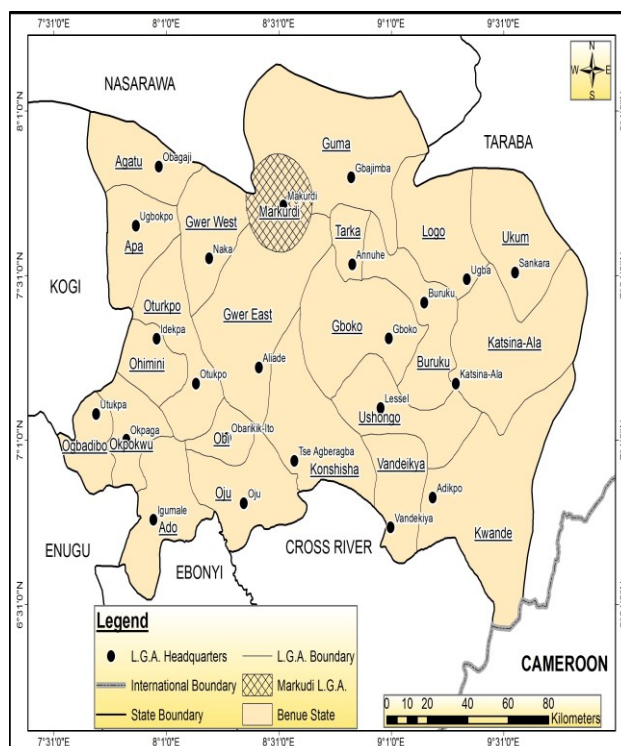 7°31'0"E
8°1'0"E
8°31'0"E
9°1'0"E
9°31'0"E
N
W E
S
NASARAWA
8°1'0"N
TARABA
Guma
Agatu
Obagaji
Gbajimba
Makurdi
Markurdi
Ugbokpo
Gwer West
Apa
Tarka
Logo
Ukum
Naka
Annuhe
Ugba
Sankara
7°31'0"N
KOGI
Oturkpo
Buruku
Gwer East
Gboko
Gboko
Idekpa
Katsina-Ala
Ohimini
Aliade
Buruku
Otukpo
Katsina-Ala
Lessel
Ushongo
Utukpa
Okpaga
Obarikik-Ito
Obi
Ogbadibo
Okpokwu
7°1'0"N
Tse Agberagba
Konshisha
Vandeikya
Oju
Oju
Adikpo
Igumale
Ado
Vandekiya
Kwande
CROSS RIVER
ENUGU
EBONYI
6°31'0"N
Legend
L.G.A. Headquarters
L.G.A. Boundary
International Boundary
Markudi L.G.A.
State Boundary
Benue State
CAMEROON
0 10 20 40 60 80
Kilometers
7°31'0"E
8°1'0"E
8°31'0"E
9°1'0"E
9°31'0"E